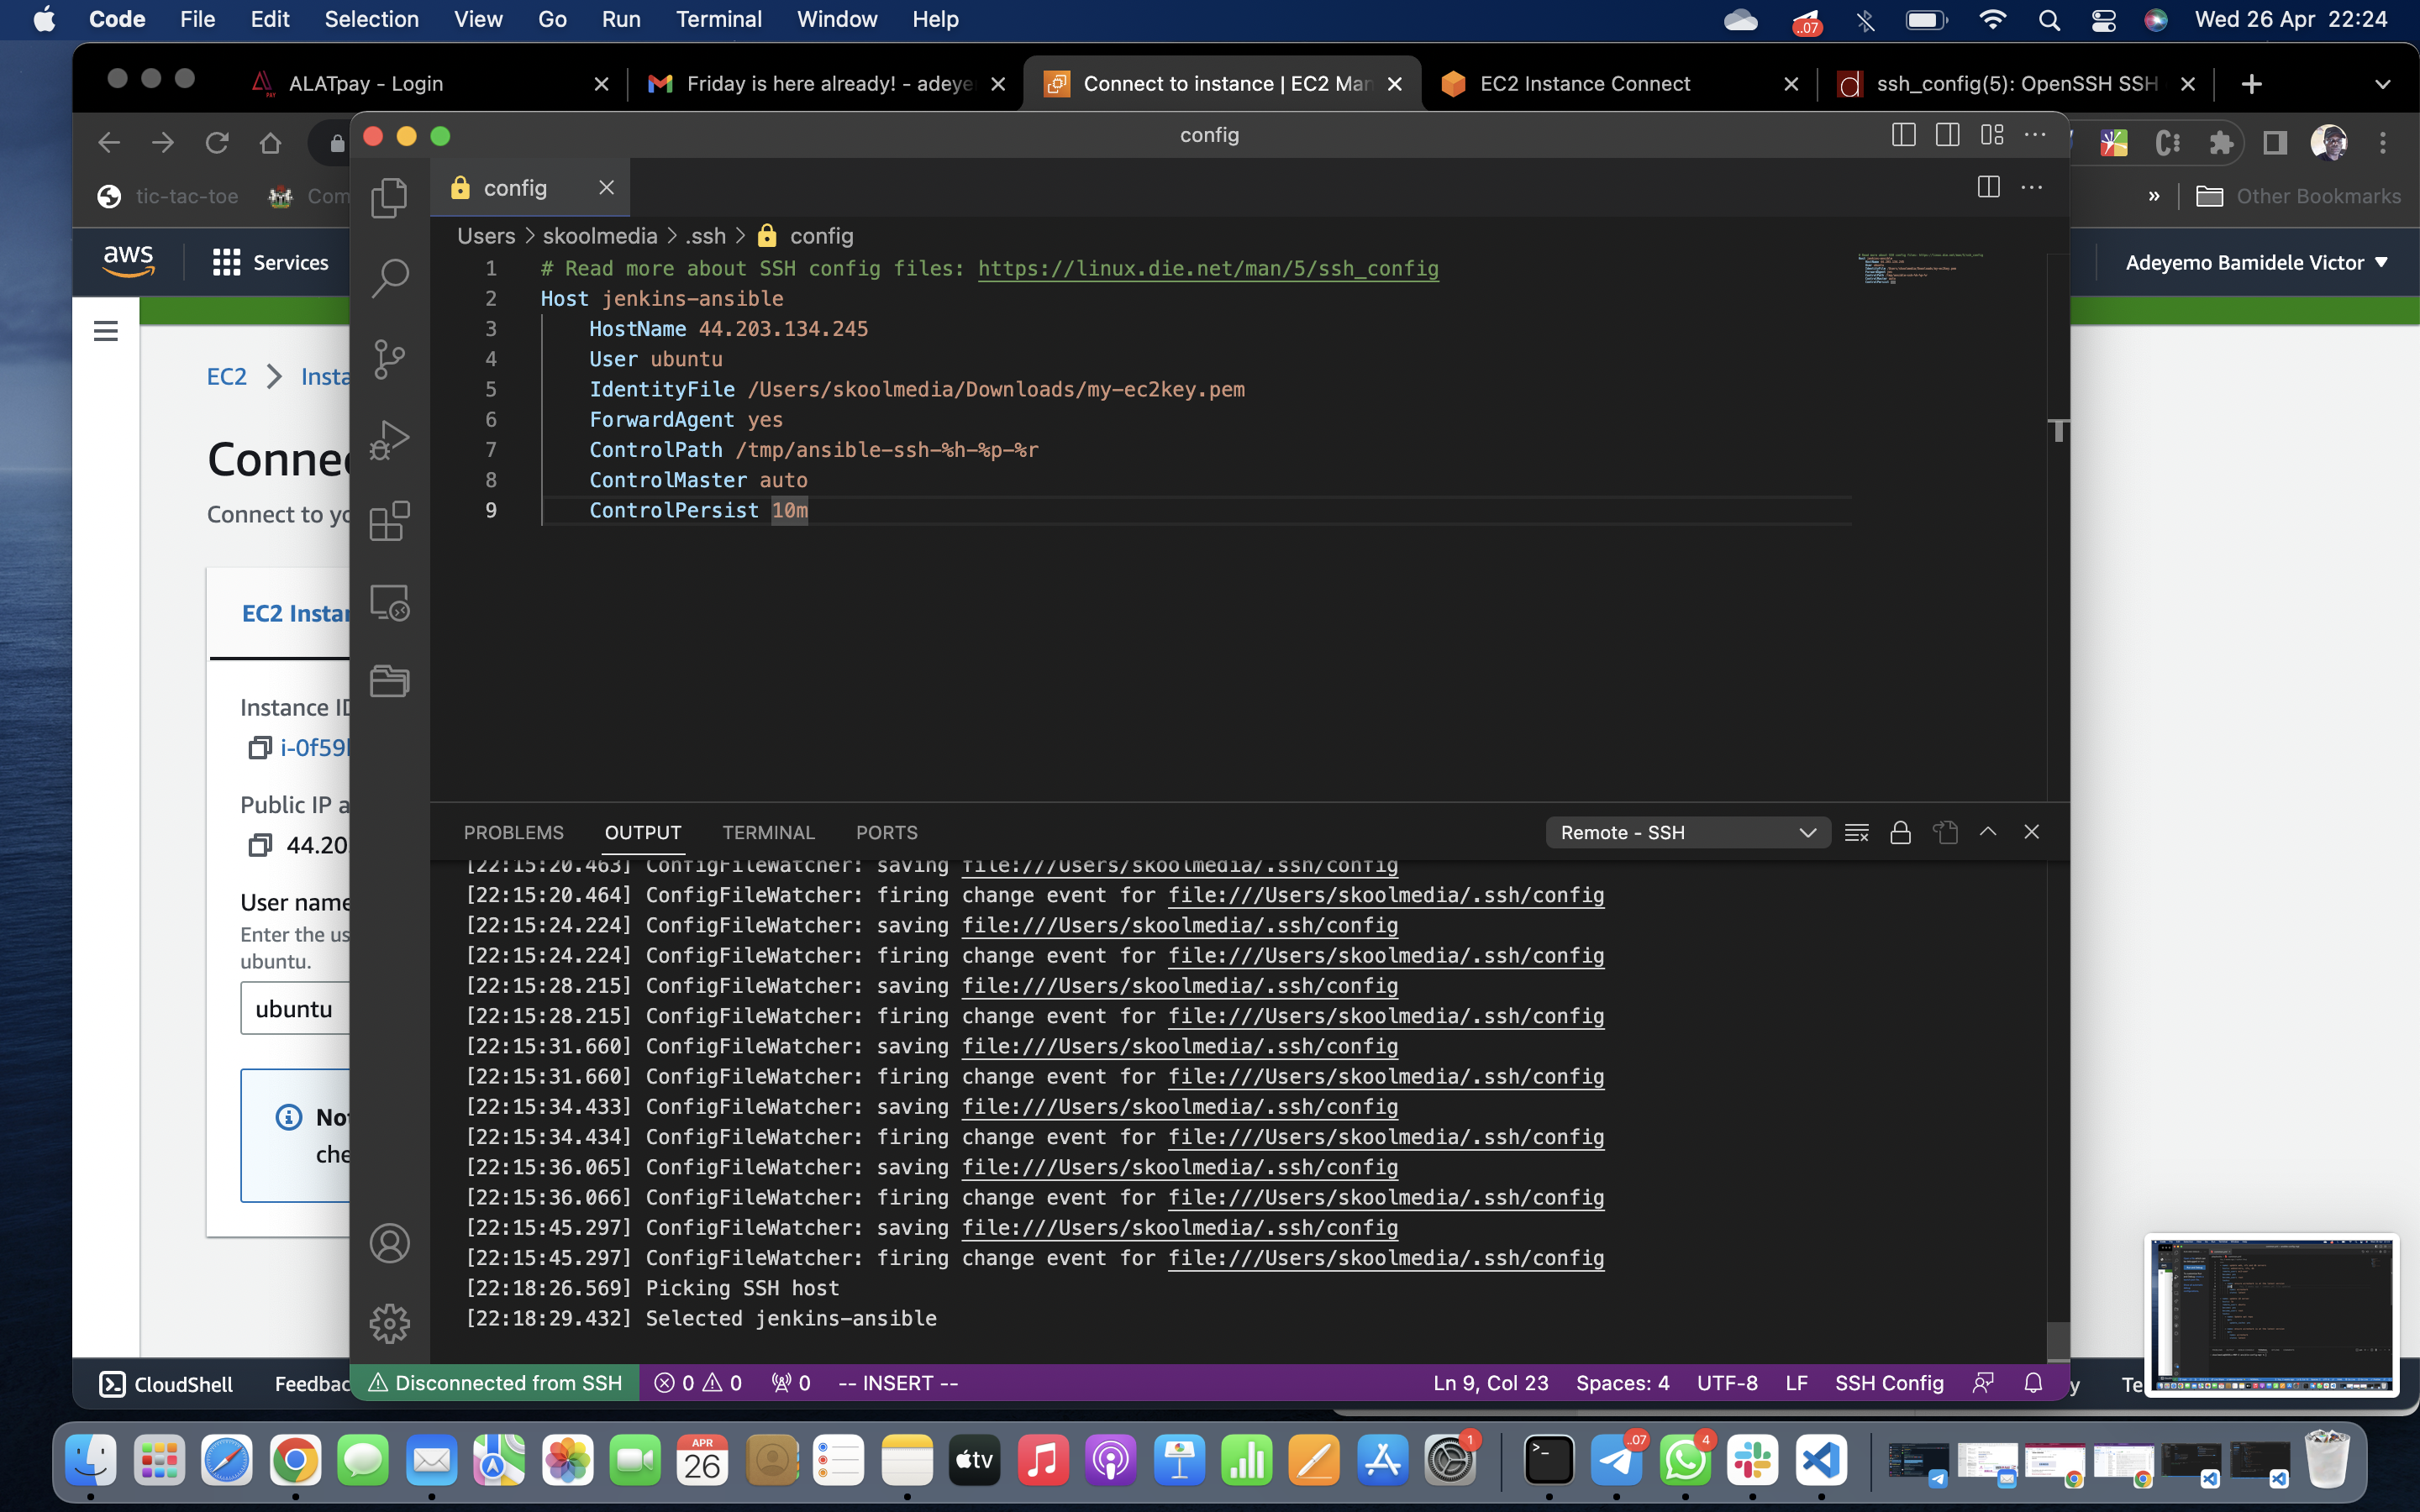 Code File Edit Selection View Go Run Terminal Window Help
..07
Wed 26 Apr 22:24
ALATpay - Login
Friday is here already! - adeye
Connect to instance | EC2 Man
EC2 Instance Connect
ssh_config(5): OpenSSH SSH
config
tic-tac-toe
Com
Other Bookmarks
config
Users > skoolmedia > .ssh > config
aws
Services
Adeyemo Bamidele Victor
1 # Read more about SSH config files: https://linux.die.net/man/5/ssh_config
2 Host jenkins-ansible
3 HostName 44.203.134.245
4 User ubuntu
5 IdentityFile /Users/skoolmedia/Downloads/my-ec2key.pem
6 ForwardAgent yes
7 ControlPath /tmp/ansible-ssh-%h-%p-%r
8 ControlMaster auto
9 ControlPersist 10m
EC2 > Insta
Connec
Connect to yo
EC2 Instan
Instance ID
i-0f59
Public IP a
44.20
User name
Enter the us
ubuntu.
ubuntu
Not
che
PROBLEMS OUTPUT TERMINAL PORTS
Remote - SSH
[22:15:20.463] ConfigFileWatcher: saving file:///Users/skoolmedia/.ssh/config
[22:15:20.464] ConfigFileWatcher: firing change event for file:///Users/skoolmedia/.ssh/config
[22:15:24.224] ConfigFileWatcher: saving file:///Users/skoolmedia/.ssh/config
[22:15:24.224] ConfigFileWatcher: firing change event for file:///Users/skoolmedia/.ssh/config
[22:15:28.215] ConfigFileWatcher: saving file:///Users/skoolmedia/.ssh/config
[22:15:28.215] ConfigFileWatcher: firing change event for file:///Users/skoolmedia/.ssh/config
[22:15:31.660] ConfigFileWatcher: saving file:///Users/skoolmedia/.ssh/config
[22:15:31.660] ConfigFileWatcher: firing change event for file:///Users/skoolmedia/.ssh/config
[22:15:34.433] ConfigFileWatcher: saving file:///Users/skoolmedia/.ssh/config
[22:15:34.434] ConfigFileWatcher: firing change event for file:///Users/skoolmedia/.ssh/config
[22:15:36.065] ConfigFileWatcher: saving file:///Users/skoolmedia/.ssh/config
[22:15:36.066] ConfigFileWatcher: firing change event for file:///Users/skoolmedia/.ssh/config
[22:15:45.297] ConfigFileWatcher: saving file:///Users/skoolmedia/.ssh/config
[22:15:45.297] ConfigFileWatcher: firing change event for file:///Users/skoolmedia/.ssh/config
[22:18:26.569] Picking SSH host
[22:18:29.432] Selected jenkins-ansible
CloudShell
Feedbac
Disconnected from SSH
0 0 0 -- INSERT --
Ln 9, Col 23 Spaces: 4 UTF-8 LF SSH Config
y
Te
APR
26
tv
1
..07
4